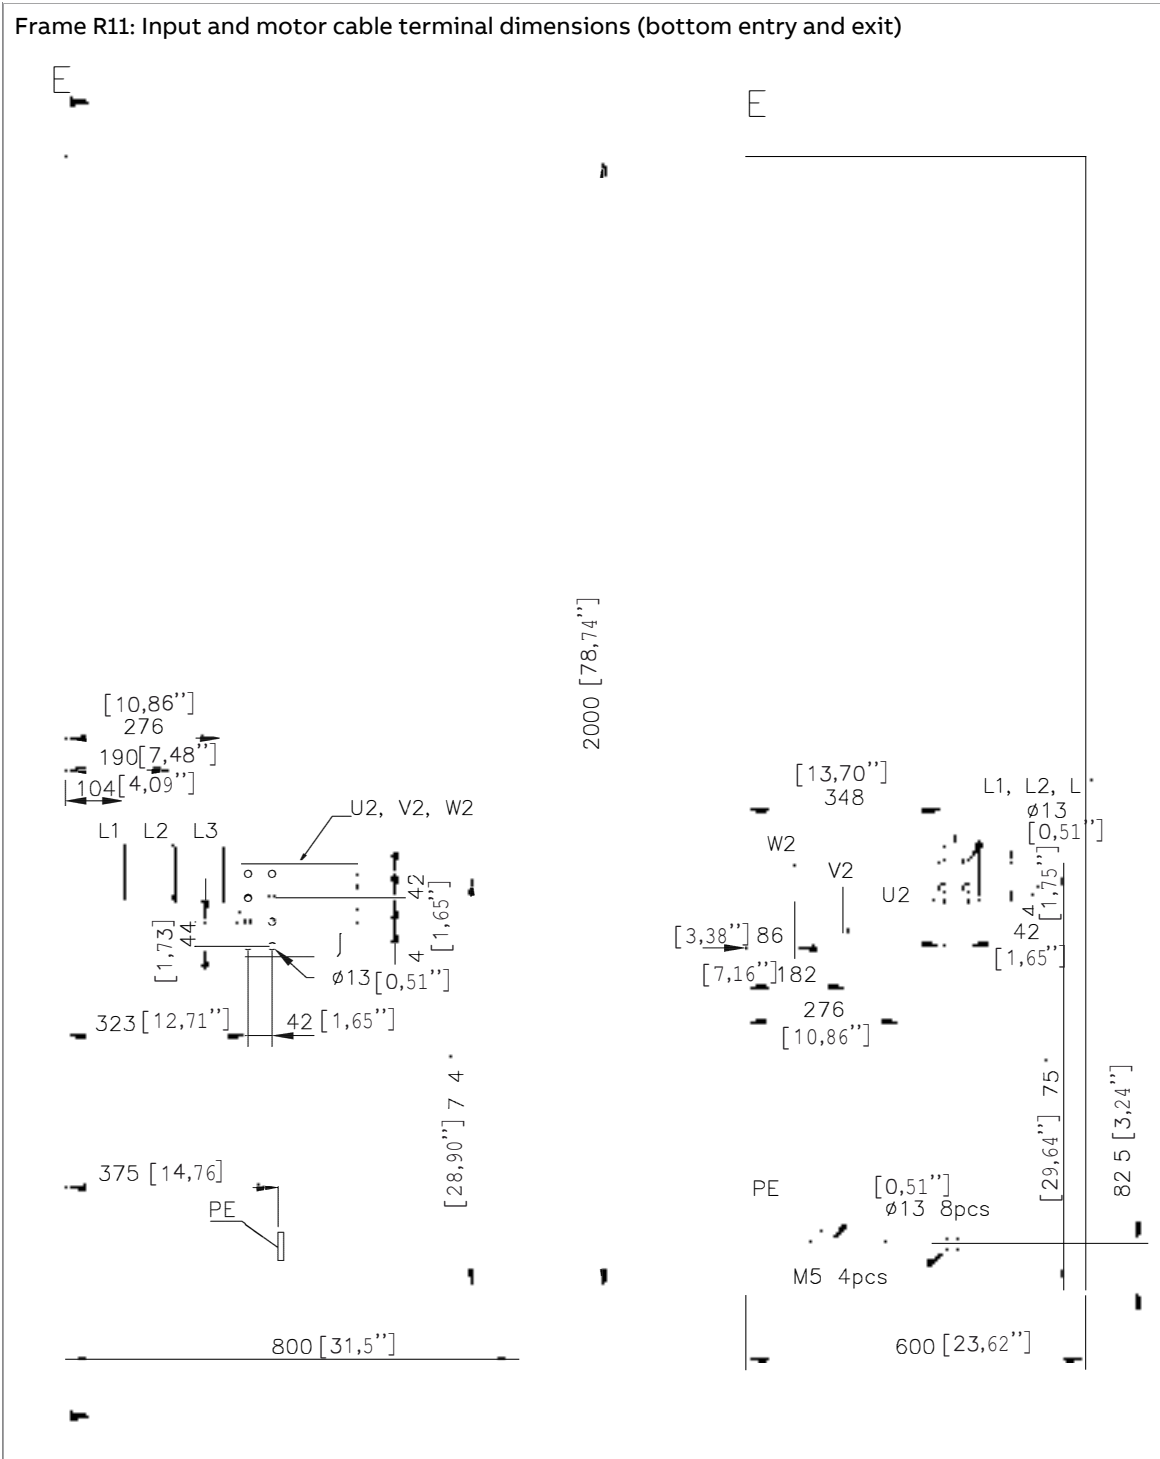 Frame R11: Input and motor cable terminal dimensions (bottom entry and exit)
E
E
2000 [78,74’’]
[10,86’’]
276
190[7,48’’]
104[4,09’’]
L1 L2 L3
U2, V2, W2
42
[1,65’’]
44
[1,73]
4
ø13[0,51’’]
323[12,71’’]
42[1,65’’]
[28,90’’] 7 4
375 [14,76]
PE
800[31,5’’]
[13,70’’]
348
L1, L2, L
ø13
[0,51’’]
W2
V2
U2
4
[1,75’’]
[3,38’’] 86
42
[1,65’’]
[7,16’’]182
276
[10,86’’]
[29,64’’] 75
82 5 [3,24’’]
PE
[0,51’’]
ø13 8pcs
M5 4pcs
600[23,62’’]